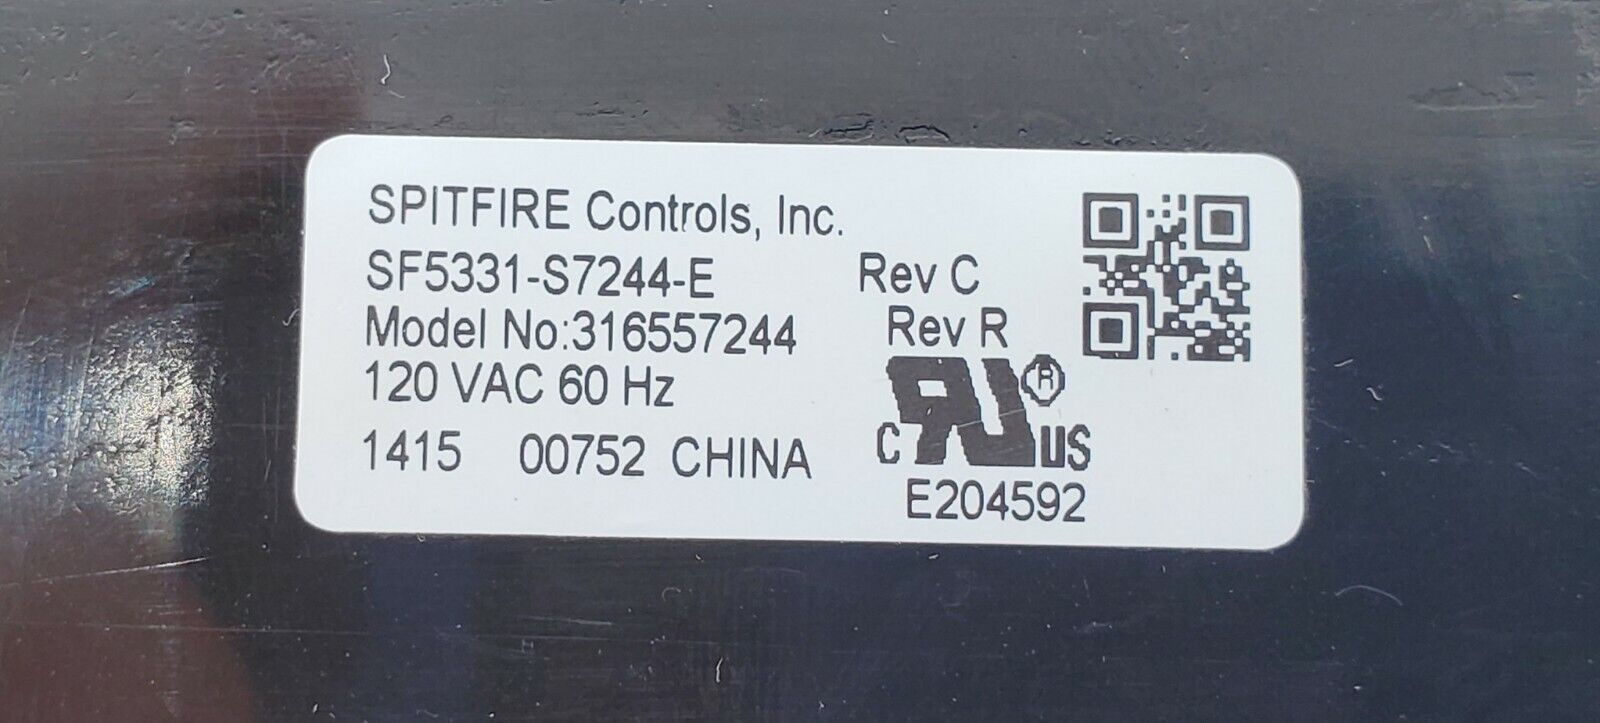 SPITFIRE Controls, Inc.
SF5331-S7244-E Rev C
Model No:316557244 Rev R
120 VAC 60 Hz
1415 00752 CHINA
C RU ® US
E204592